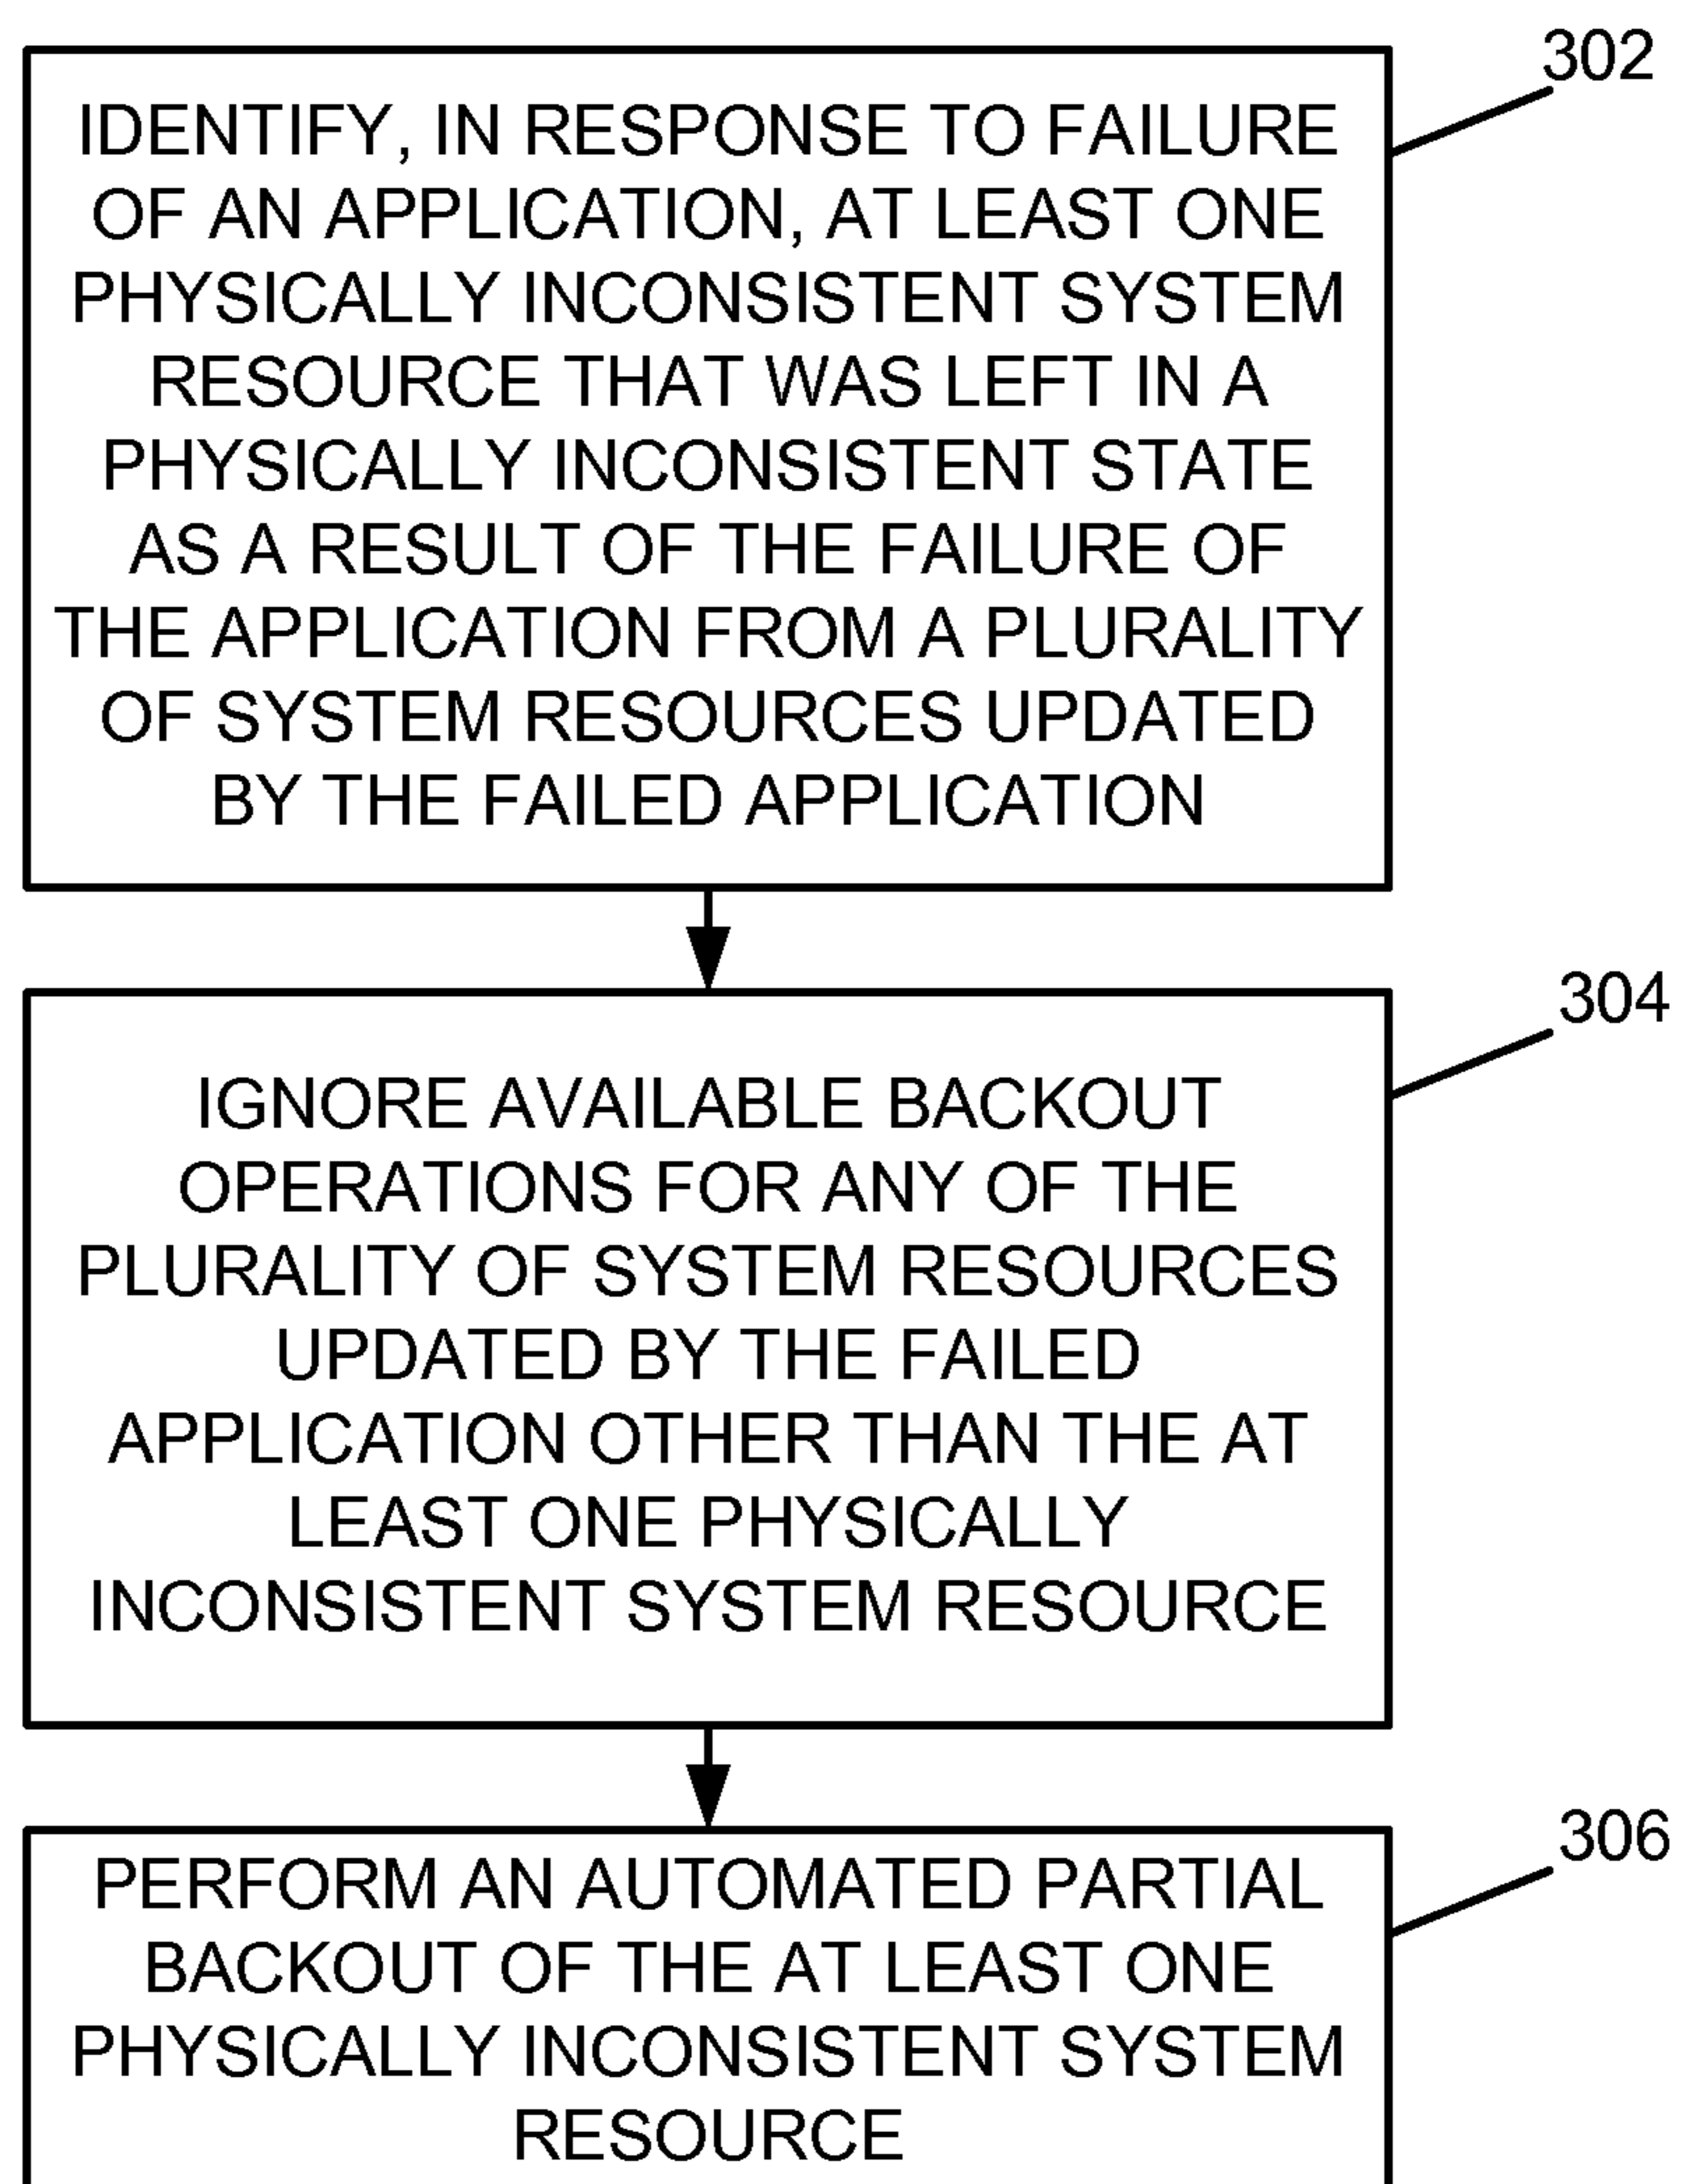 302
IDENTIFY, IN RESPONSE TO FAILURE
OF AN APPLICATION, AT LEAST ONE
PHYSICALLY INCONSISTENT SYSTEM
RESOURCE THAT WAS LEFT IN A
PHYSICALLY INCONSISTENT STATE
AS A RESULT OF THE FAILURE OF
THE APPLICATION FROM A PLURALITY
OF SYSTEM RESOURCES UPDATED
BY THE FAILED APPLICATION
304
IGNORE AVAILABLE BACKOUT
OPERATIONS FOR ANY OF THE
PLURALITY OF SYSTEM RESOURCES
UPDATED BY THE FAILED
APPLICATION OTHER THAN THE AT
LEAST ONE PHYSICALLY
INCONSISTENT SYSTEM RESOURCE
306
PERFORM AN AUTOMATED PARTIAL
BACKOUT OF THE AT LEAST ONE
PHYSICALLY INCONSISTENT SYSTEM
RESOURCE